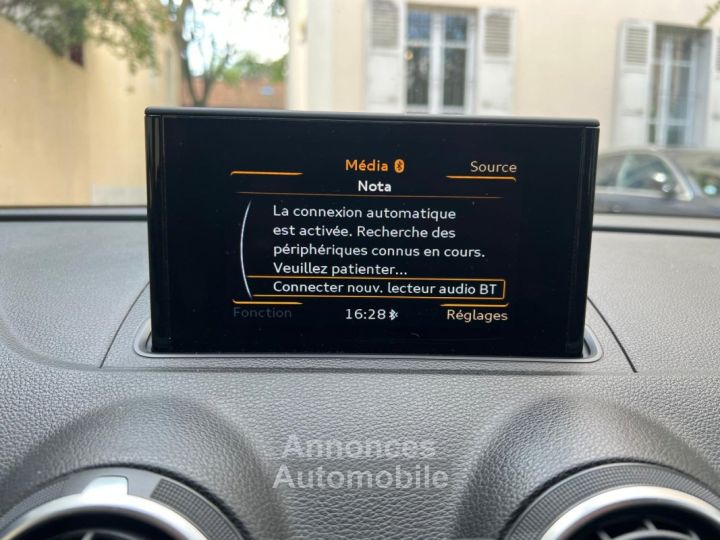 Média
Source
Nota
La connexion automatique
est activée. Recherche des
périphériques connus en cours.
Veuillez patienter...
Connecter nouv. lecteur audio BT
Fonction
16:28
Réglages
Annonces
Automobile